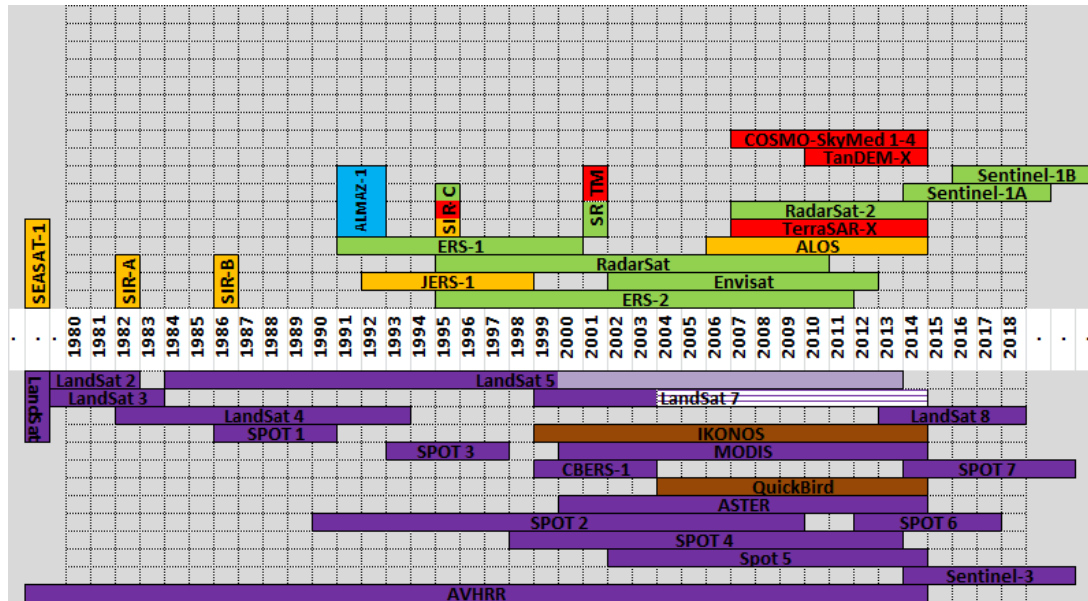 COSMO-SkyMed 1-4
TanDEM-X
Sentinel-1B
Sentinel-1A
ALMAZ-1
SIR-C
SRTM
RadarSat-2
TerraSAR-X
SEASAT-1
ERS-1
ALOS
SIR-A
SIR-B
RadarSat
JERS-1
Envisat
ERS-2
. . . 1980 1981 1982 1983 1984 1985 1986 1987 1988 1989 1990 1991 1992 1993 1994 1995 1996 1997 1998 1999 2000 2001 2002 2003 2004 2005 2006 2007 2008 2009 2010 2011 2012 2013 2014 2015 2016 2017 2018 . . .
LandSat
LandSat 2
LandSat 5
LandSat 3
LandSat 7
LandSat 4
LandSat 8
SPOT 1
IKONOS
SPOT 3
MODIS
CBERS-1
SPOT 7
QuickBird
ASTER
SPOT 2
SPOT 6
SPOT 4
Spot 5
Sentinel-3
AVHRR